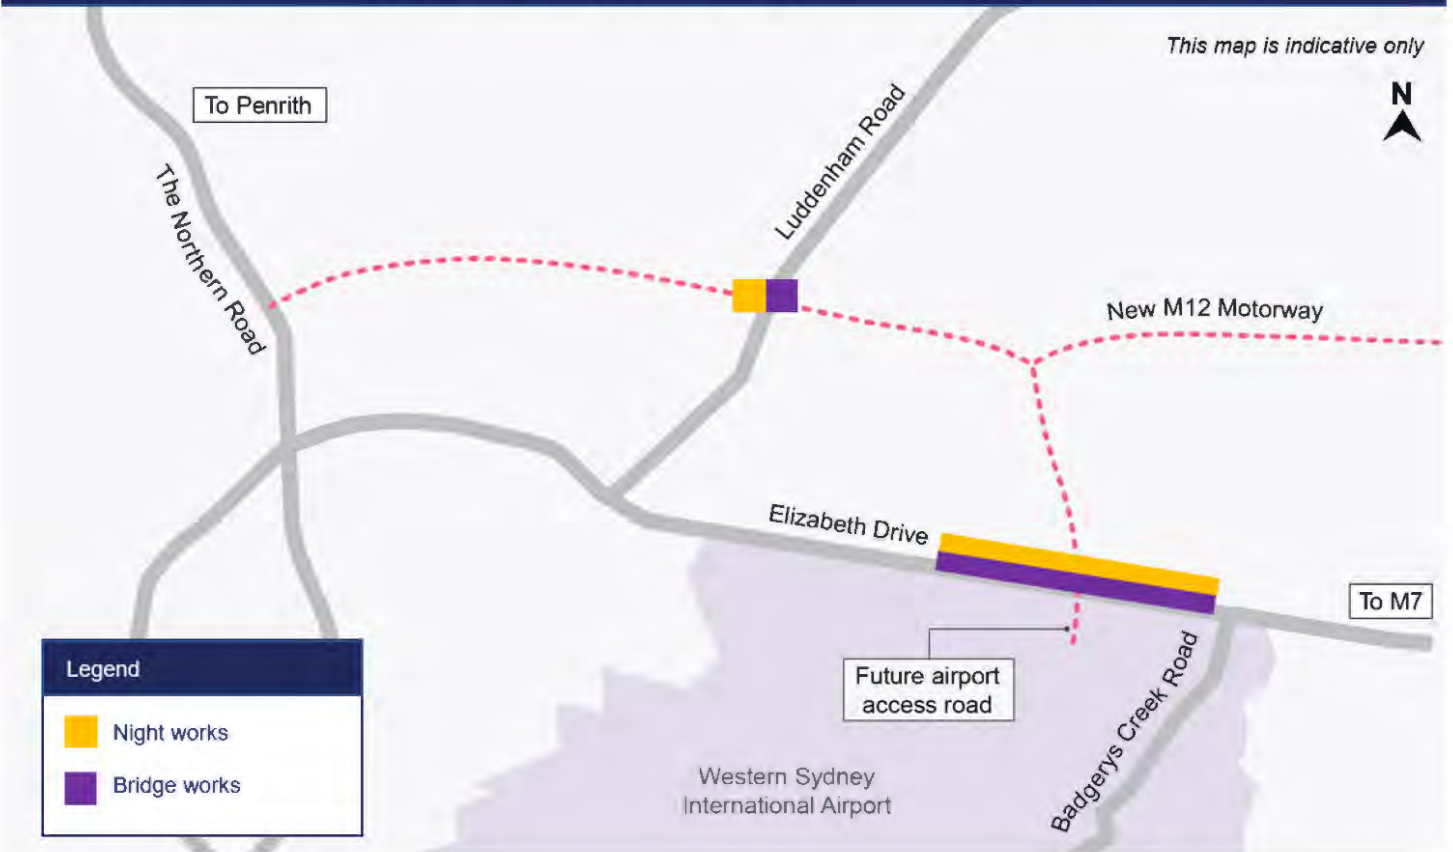 This map is indicative only
N
To Penrith
Luddenham Road
The Northern Road
New M12 Motorway
Elizabeth Drive
To M7
Future airport
access road
Badgerys Creek Road
Western Sydney
International Airport
Legend
Night works
Bridge works